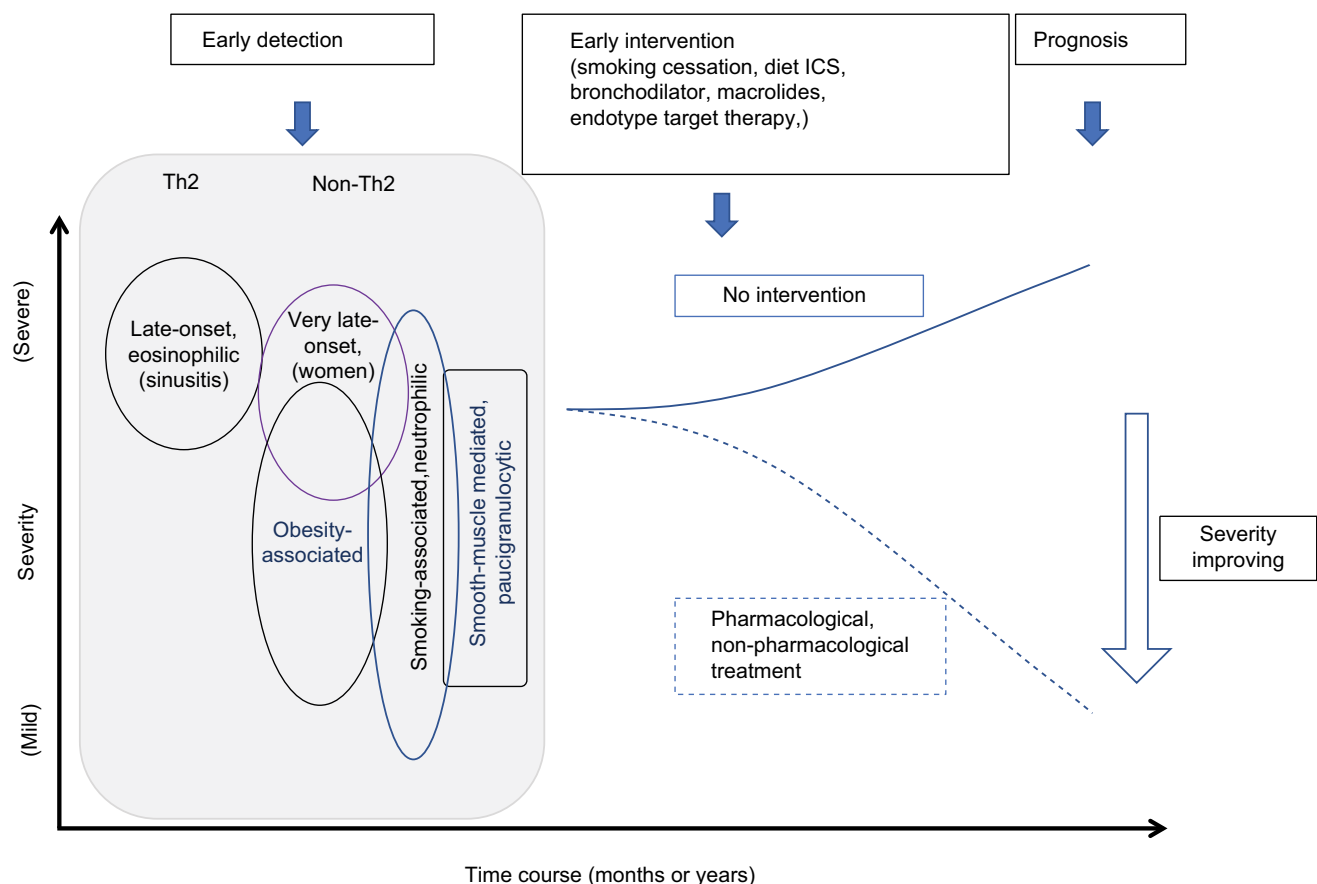 Early detection
Early intervention
(smoking cessation, diet ICS,
bronchodilator, macrolides,
endotype target therapy,)
Prognosis
Th2
Non-Th2
(Severe)
Severity
(Mild)
Late-onset,
eosinophilic
(sinusitis)
Very late-
onset,
(women)
Obesity-
associated
Smoking-associated,neutrophilic
Smooth-muscle mediated,
paucigranulocytic
No intervention
Pharmacological,
non-pharmacological
treatment
Severity
improving
Time course (months or years)